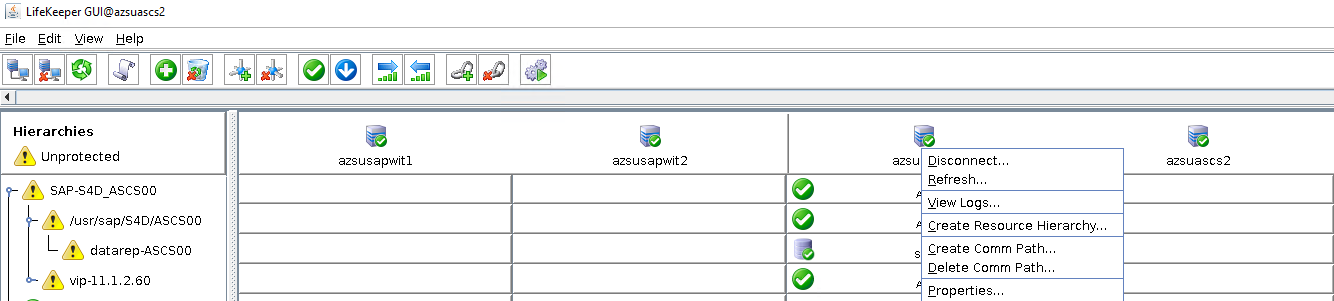 LifeKeeper GUI@azsuascs2
File Edit View Help
Hierarchies
Unprotected
azsusapwit1 azsusapwit2 azsu azsuascs2
Disconnect...
Refresh...
View Logs...
Create Resource Hierarchy...
Create Comm Path...
Delete Comm Path...
Properties...
SAP-S4D_ASCS00
/usr/sap/S4D/ASCS00
datarep-ASCS00
vip-11.1.2.60